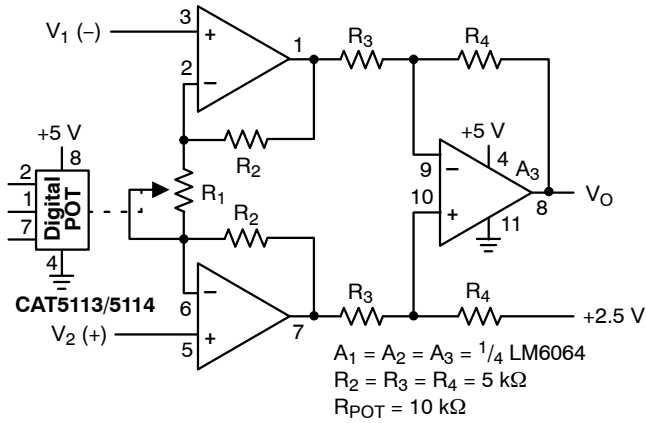 V1 (–)
3
+
2
–
1
R3
R4
+5 V
8
2
1
7
4
Digital
POT
CAT5113/5114
R2
R1
R2
+5 V
4
A3
9
–
10
+
11
8
VO
6
–
5
+
7
V2 (+)
R3
R4
+2.5 V
A1 = A2 = A3 = 1/4 LM6064
R2 = R3 = R4 = 5 kΩ
RPOT = 10 kΩ